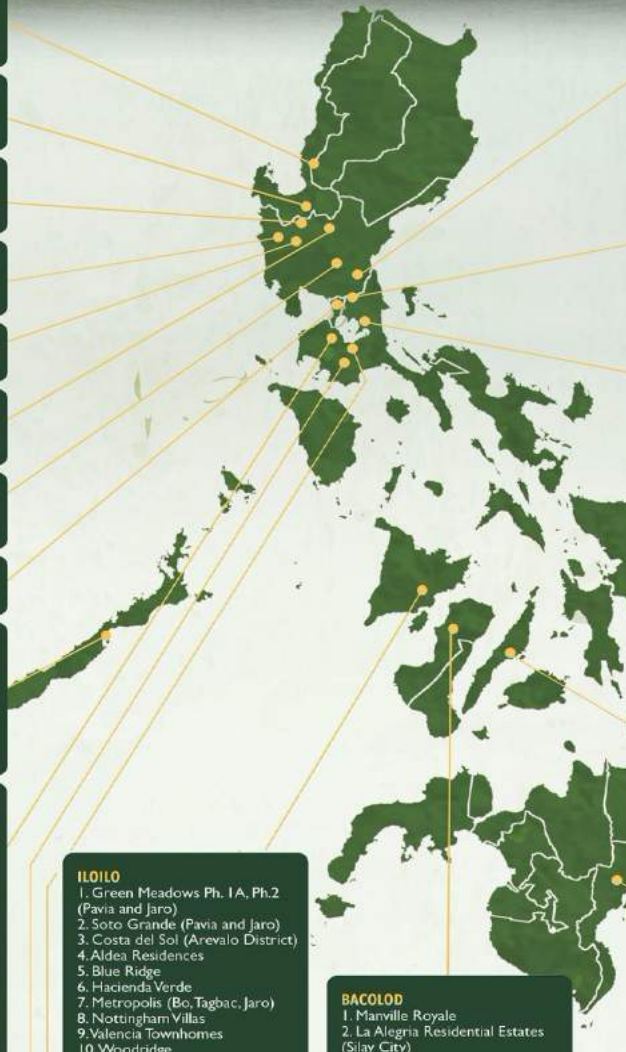 ILOILO
1. Green Meadows Ph. 1A, Ph.2
(Pavia and Jaro)
2. Soto Grande (Pavia and Jaro)
3. Costa del Sol (Arevalo District)
4. Aldea Residences
5. Blue Ridge
6. Hacienda Verde
7. Metropolis (Bo, Tagbac, Jaro)
8. Nottingham Villas
9. Valencia Townhomes
10. Woodridge
BACOLOD
1. Manville Royale
2. La Alegria Residential Estates
(Silay City)